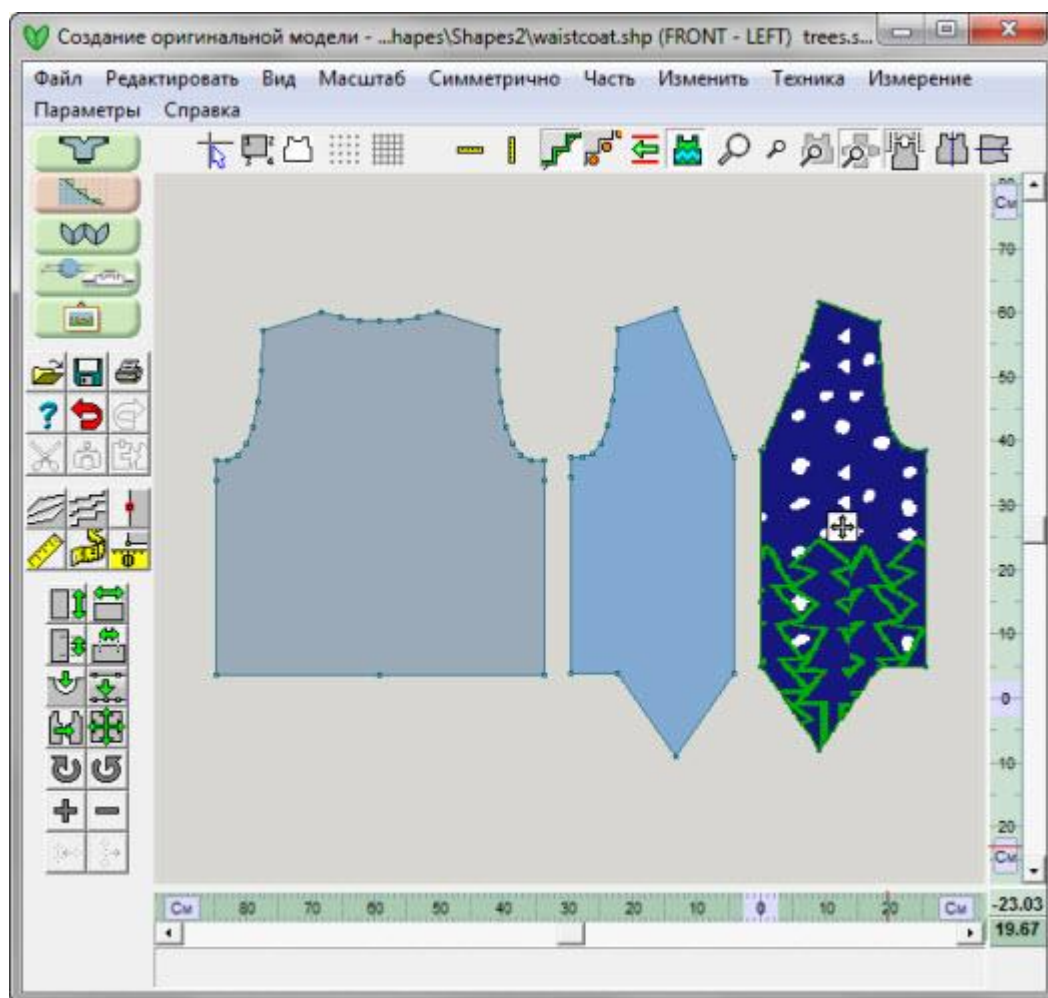 Создание оригинальной модели - ...hapes\Shapes2\waistcoat.shp (FRONT - LEFT) trees.s...
Файл Редактировать Вид Масштаб Симметрично Часть Изменить Техника Измерение
Параметры Справка
См
70
60
50
40
30
20
10
0
10
20
См
См 80 70 60 50 40 30 20 10 0 10 20 См
-23.03
19.67